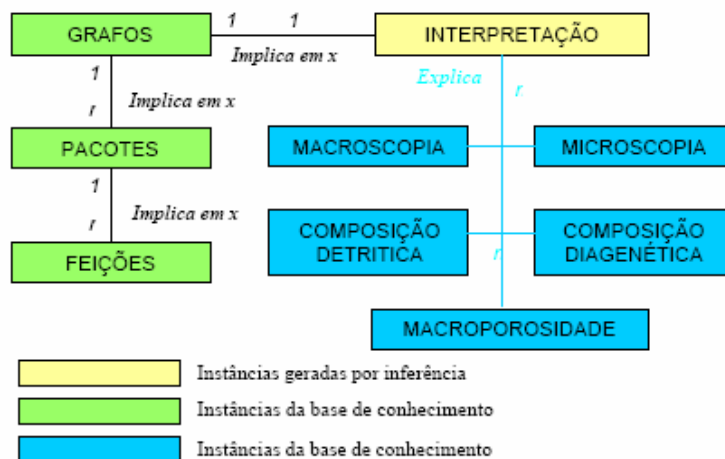 GRAFOS
1
1
INTERPRETAÇÃO
Implica em x
1
Explica
r
Implica em x
r
PACOTES
MACROSCOPIA
MICROSCOPIA
1
Implica em x
r
FEIÇÕES
COMPOSIÇÃO
DETRITICA
r
COMPOSIÇÃO
DIAGENÉTICA
MACROPOROSIDADE
Instâncias geradas por inferência
Instâncias da base de conhecimento
Instâncias da base de conhecimento